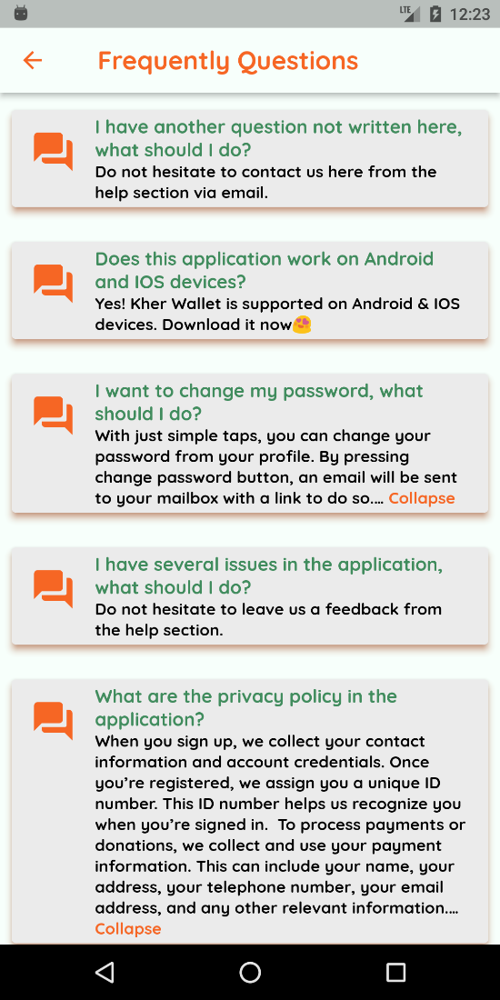 LTE 12:23
Frequently Questions
I have another question not written here,
what should I do?
Do not hesitate to contact us here from the
help section via email.
Does this application work on Android
and IOS devices?
Yes! Kher Wallet is supported on Android & IOS
devices. Download it now😍
I want to change my password, what
should I do?
With just simple taps, you can change your
password from your profile. By pressing
change password button, an email will be sent
to your mailbox with a link to do so.... Collapse
I have several issues in the application,
what should I do?
Do not hesitate to leave us a feedback from
the help section.
What are the privacy policy in the
application?
When you sign up, we collect your contact
information and account credentials. Once
you’re registered, we assign you a unique ID
number. This ID number helps us recognize you
when you’re signed in.  To process payments or
donations, we collect and use your payment
information. This can include your name, your
address, your telephone number, your email
address, and any other relevant information....
Collapse